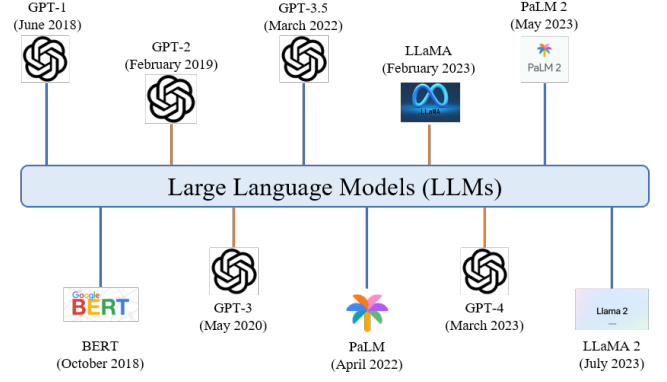 GPT-1
(June 2018)
GPT-2
(February 2019)
GPT-3.5
(March 2022)
LLaMA
(February 2023)
LLaMA
PaLM 2
(May 2023)
PaLM 2
Large Language Models (LLMs)
Google
BERT
BERT
(October 2018)
GPT-3
(May 2020)
PaLM
(April 2022)
GPT-4
(March 2023)
Llama 2
LLaMA 2
(July 2023)